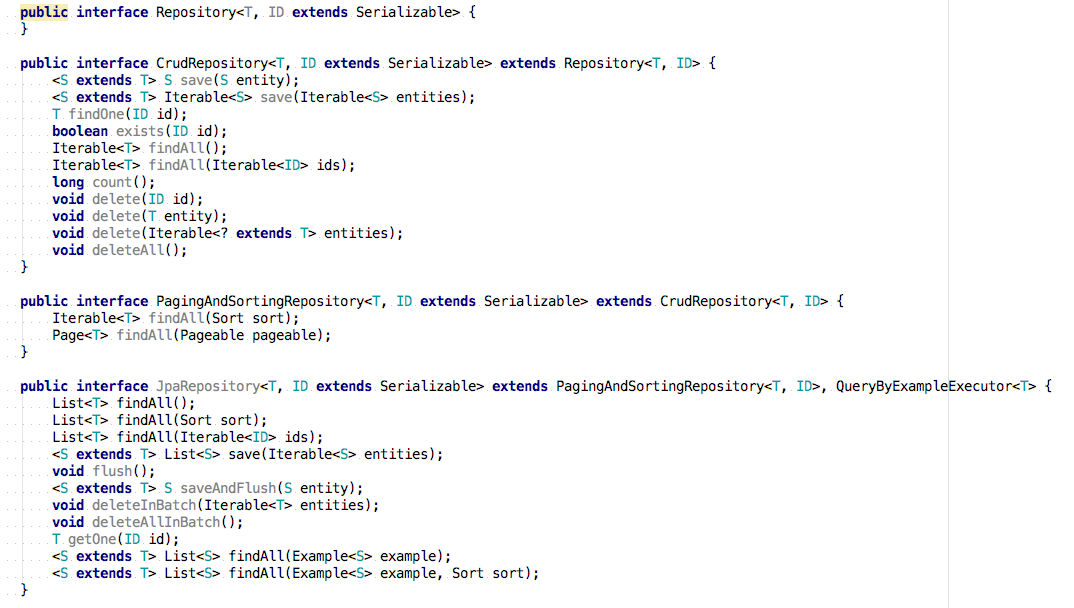 public interface Repository<T, ID extends Serializable> {
}
public interface CrudRepository<T, ID extends Serializable> extends Repository<T, ID> {
<S extends T> S save(S entity);
<S extends T> Iterable<S> save(Iterable<S> entities);
T findOne(ID id);
boolean exists(ID id);
Iterable<T> findAll();
Iterable<T> findAll(Iterable<ID> ids);
long count();
void delete(ID id);
void delete(T entity);
void delete(Iterable<? extends T> entities);
void deleteAll();
}
public interface PagingAndSortingRepository<T, ID extends Serializable> extends CrudRepository<T, ID> {
Iterable<T> findAll(Sort sort);
Page<T> findAll(Pageable pageable);
}
public interface JpaRepository<T, ID extends Serializable> extends PagingAndSortingRepository<T, ID>, QueryByExampleExecutor<T> {
List<T> findAll();
List<T> findAll(Sort sort);
List<T> findAll(Iterable<ID> ids);
<S extends T> List<S> save(Iterable<S> entities);
void flush();
<S extends T> S saveAndFlush(S entity);
void deleteInBatch(Iterable<T> entities);
void deleteAllInBatch();
T getOne(ID id);
<S extends T> List<S> findAll(Example<S> example);
<S extends T> List<S> findAll(Example<S> example, Sort sort);
}